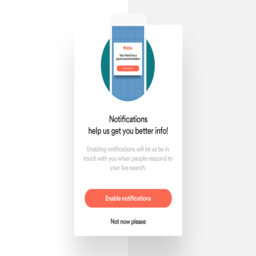 Notifications
help us get you better info!
Enabling notifications will let us be in
touch with you when people respond to
your live search.
Enable notifications
Not now please